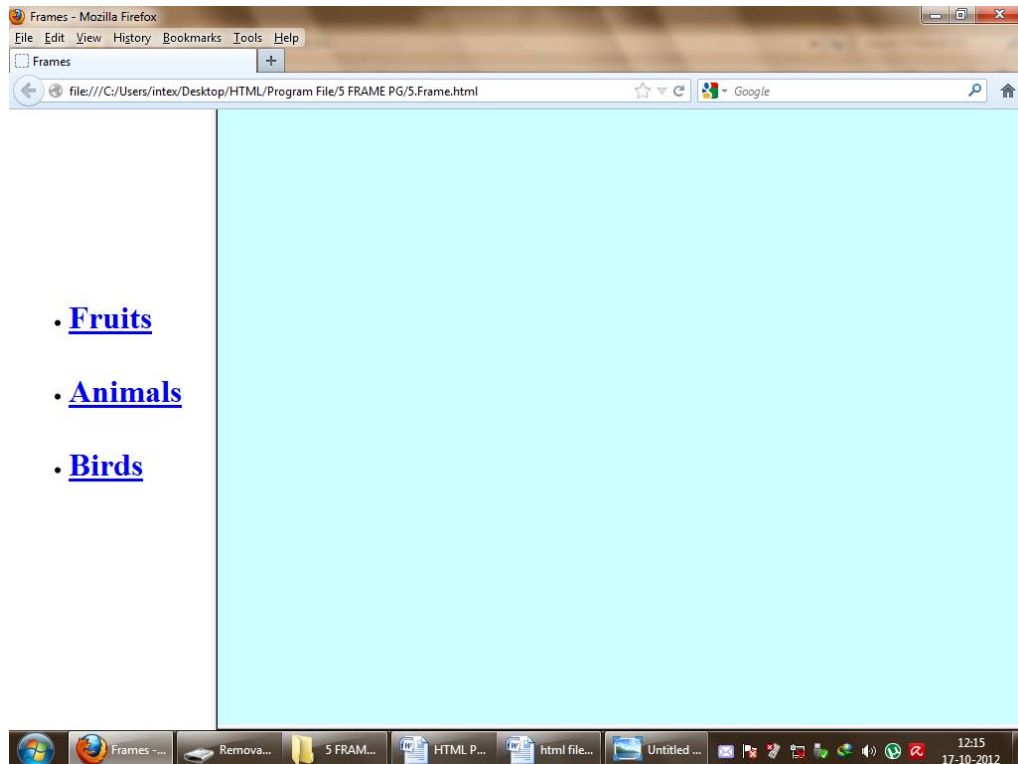 Frames - Mozilla Firefox
File Edit View History Bookmarks Tools Help
Frames
file:///C:/Users/intex/Desktop/HTML/Program File/5 FRAME PG/5.Frame.html
Google
Fruits
Animals
Birds
Frames -... Remova... 5 FRAM... HTML P... html file... Untitled ... 12:15
17-10-2012